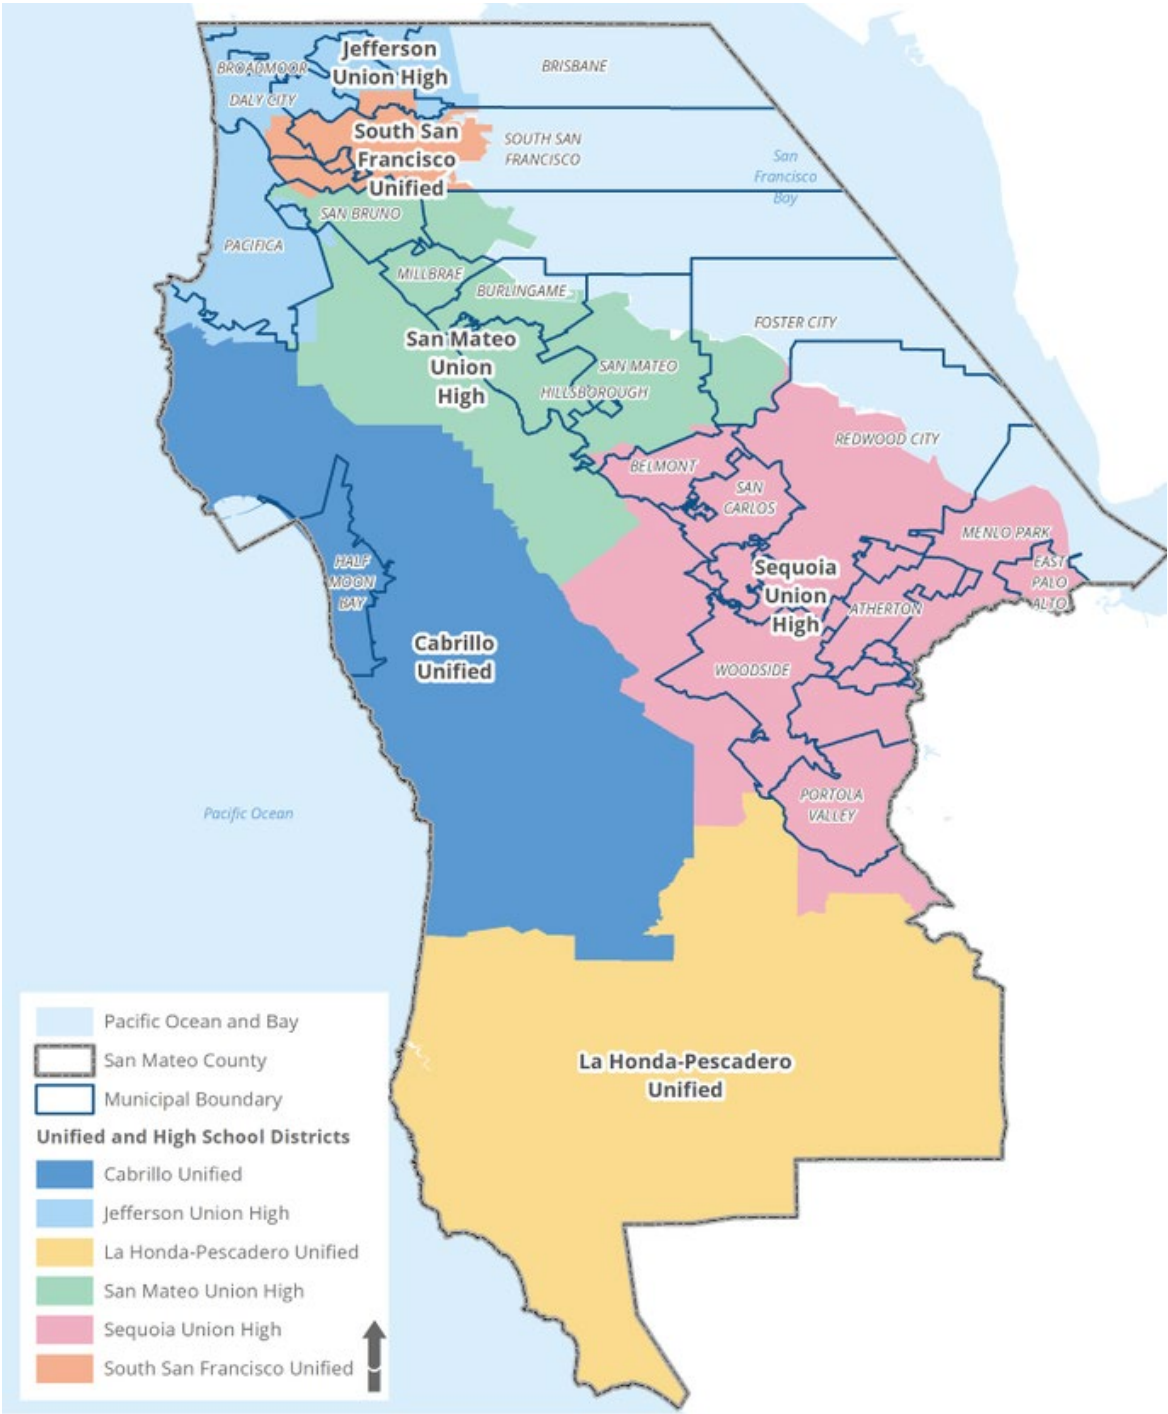 Jefferson
Union High
BROADMOOR
BRISBANE
DALY CITY
South San
Francisco
Unified
SOUTH SAN
FRANCISCO
San
Francisco
Bay
SAN BRUNO
PACIFICA
MILLBRAE
BURLINGAME
FOSTER CITY
San Mateo
Union
High
SAN MATEO
HILLSBOROUGH
REDWOOD CITY
BELMONT
SAN
CARLOS
MENLO PARK
HALF
MOON
BAY
Sequoia
Union
High
EAST
PALO
ALTO
ATHERTON
Cabrillo
Unified
WOODSIDE
Pacific Ocean
PORTOLA
VALLEY
La Honda-Pescadero
Unified
Pacific Ocean and Bay
San Mateo County
Municipal Boundary
Unified and High School Districts
Cabrillo Unified
Jefferson Union High
La Honda-Pescadero Unified
San Mateo Union High
Sequoia Union High
South San Francisco Unified